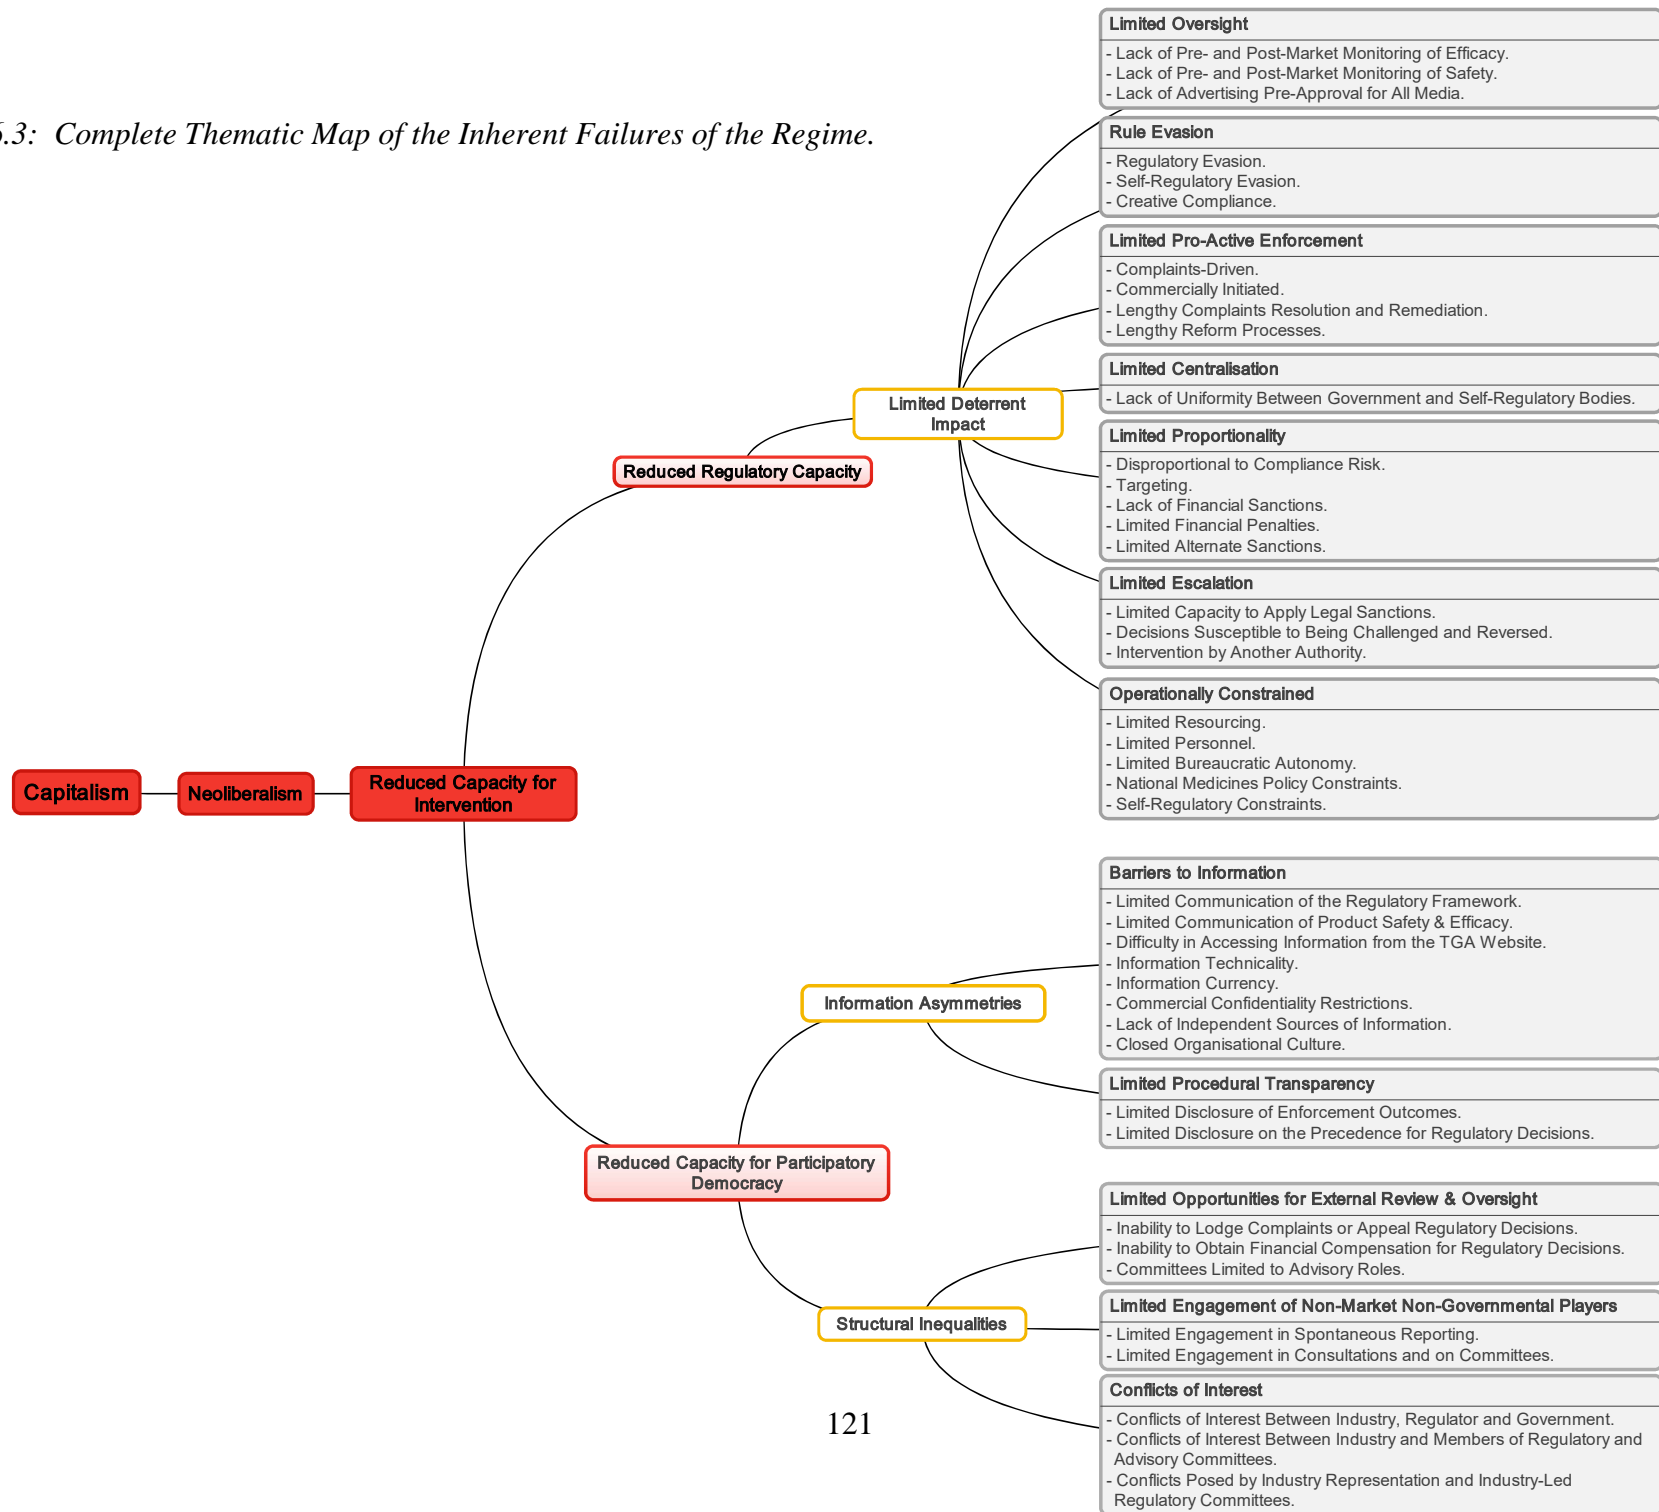 6.3:  Complete Thematic Map of the Inherent Failures of the Regime.
Capitalism
Neoliberalism
Reduced Capacity for
Intervention
Reduced Regulatory Capacity
Limited Deterrent
Impact
Limited Oversight
- Lack of Pre- and Post-Market Monitoring of Efficacy.
- Lack of Pre- and Post-Market Monitoring of Safety.
- Lack of Advertising Pre-Approval for All Media.
Rule Evasion
- Regulatory Evasion.
- Self-Regulatory Evasion.
- Creative Compliance.
Limited Pro-Active Enforcement
- Complaints-Driven.
- Commercially Initiated.
- Lengthy Complaints Resolution and Remediation.
- Lengthy Reform Processes.
Limited Centralisation
- Lack of Uniformity Between Government and Self-Regulatory Bodies.
Limited Proportionality
- Disproportional to Compliance Risk.
- Targeting.
- Lack of Financial Sanctions.
- Limited Financial Penalties.
- Limited Alternate Sanctions.
Limited Escalation
- Limited Capacity to Apply Legal Sanctions.
- Decisions Susceptible to Being Challenged and Reversed.
- Intervention by Another Authority.
Operationally Constrained
- Limited Resourcing.
- Limited Personnel.
- Limited Bureaucratic Autonomy.
- National Medicines Policy Constraints.
- Self-Regulatory Constraints.
Reduced Capacity for Participatory
Democracy
Information Asymmetries
Barriers to Information
- Limited Communication of the Regulatory Framework.
- Limited Communication of Product Safety & Efficacy.
- Difficulty in Accessing Information from the TGA Website.
- Information Technicality.
- Information Currency.
- Commercial Confidentiality Restrictions.
- Lack of Independent Sources of Information.
- Closed Organisational Culture.
Limited Procedural Transparency
- Limited Disclosure of Enforcement Outcomes.
- Limited Disclosure on the Precedence for Regulatory Decisions.
Structural Inequalities
Limited Opportunities for External Review & Oversight
- Inability to Lodge Complaints or Appeal Regulatory Decisions.
- Inability to Obtain Financial Compensation for Regulatory Decisions.
- Committees Limited to Advisory Roles.
Limited Engagement of Non-Market Non-Governmental Players
- Limited Engagement in Spontaneous Reporting.
- Limited Engagement in Consultations and on Committees.
Conflicts of Interest
- Conflicts of Interest Between Industry, Regulator and Government.
- Conflicts of Interest Between Industry and Members of Regulatory and
Advisory Committees.
- Conflicts Posed by Industry Representation and Industry-Led
Regulatory Committees.
121